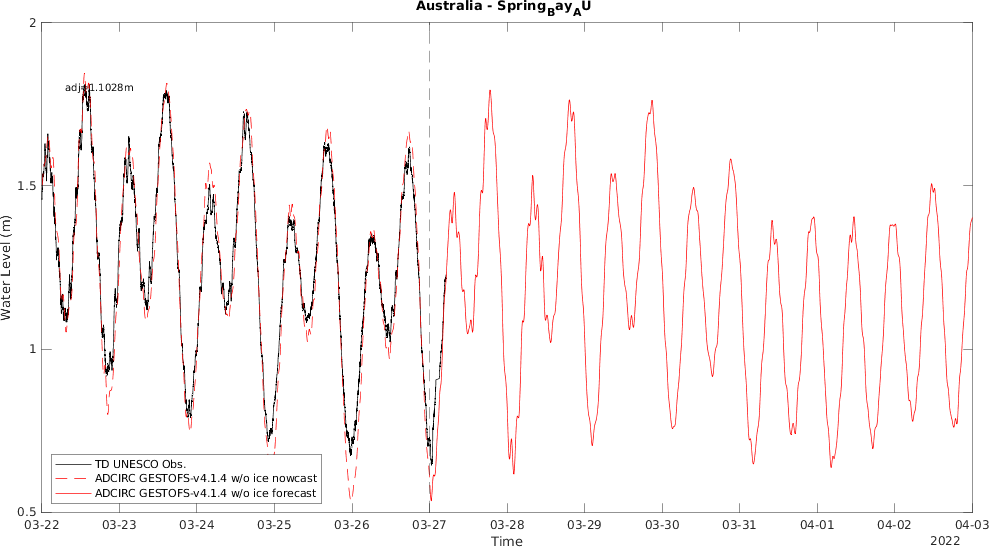 Australia - SpringBayAU
2
1.5
1
0.5
Water Level (m)
adj=1.1028m
TD UNESCO Obs.
ADCIRC GESTOFS-v4.1.4 w/o ice nowcast
ADCIRC GESTOFS-v4.1.4 w/o ice forecast
03-22 03-23 03-24 03-25 03-26 03-27 03-28 03-29 03-30 03-31 04-01 04-02 04-03
Time
2022